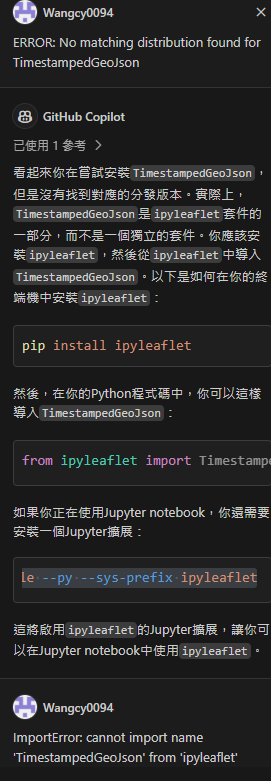 Wangcy0094
ERROR: No matching distribution found for
TimestampedGeoJson
GitHub Copilot
已使用 1 參考
看起來你在嘗試安裝TimestampedGeoJson，
但是沒有找到對應的分發版本。實際上，
TimestampedGeoJson是ipyleaflet套件的
一部分，而不是一個獨立的套件。你應該安
裝ipyleaflet，然後從ipyleaflet中導入
TimestampedGeoJson。以下是如何在你的終
端機中安裝ipyleaflet：
pip install ipyleaflet
然後，在你的Python程式碼中，你可以這樣
導入TimestampedGeoJson：
from ipyleaflet import Timestampe
如果你正在使用Jupyter notebook，你還需要
安裝一個Jupyter擴展：
le --py --sys-prefix ipyleaflet
這將啟用ipyleaflet的Jupyter擴展，讓你可
以在Jupyter notebook中使用ipyleaflet。
Wangcy0094
ImportError: cannot import name
'TimestampedGeoJson' from 'ipyleaflet'